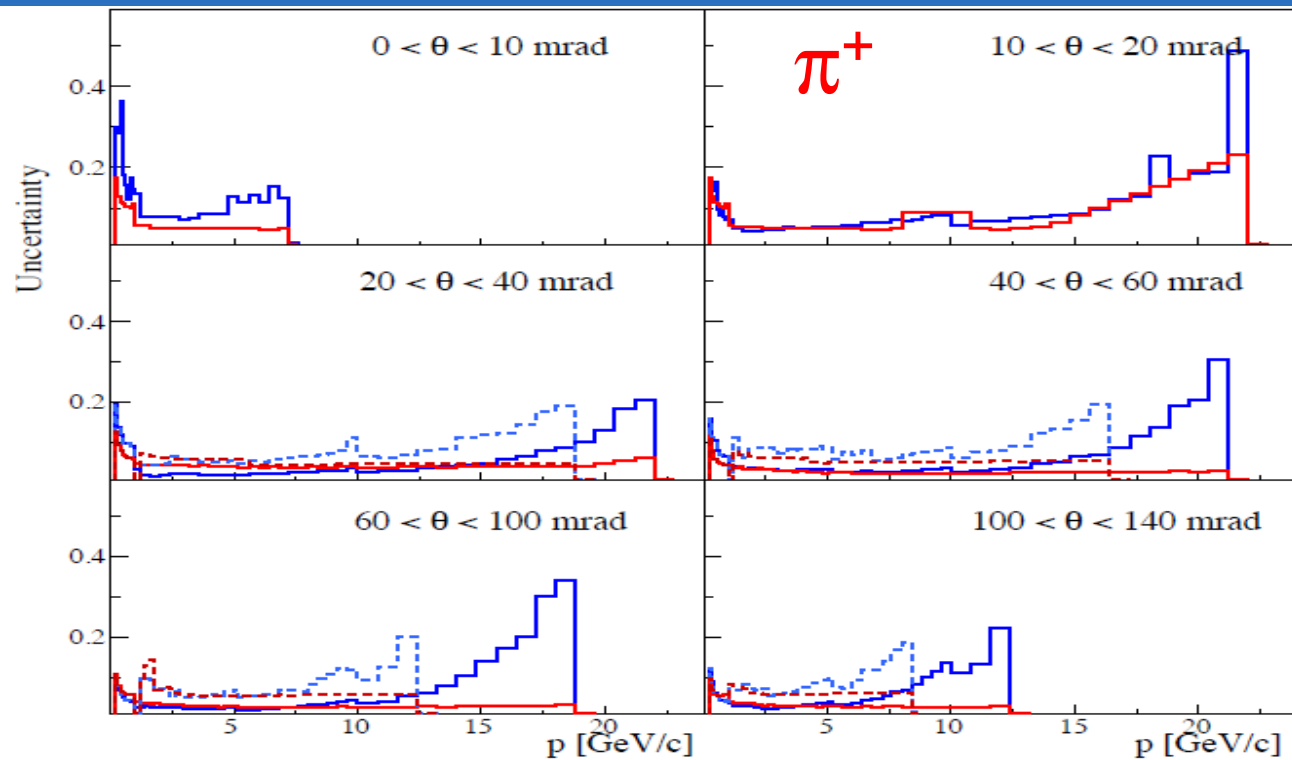 0 < θ < 10 mrad
π+
10 < θ < 20 mrad
0.4
0.2
Uncertainty
20 < θ < 40 mrad
40 < θ < 60 mrad
0.4
0.2
60 < θ < 100 mrad
100 < θ < 140 mrad
0.4
0.2
5 10 15 20 5 10 15 20
p [GeV/c] p [GeV/c]